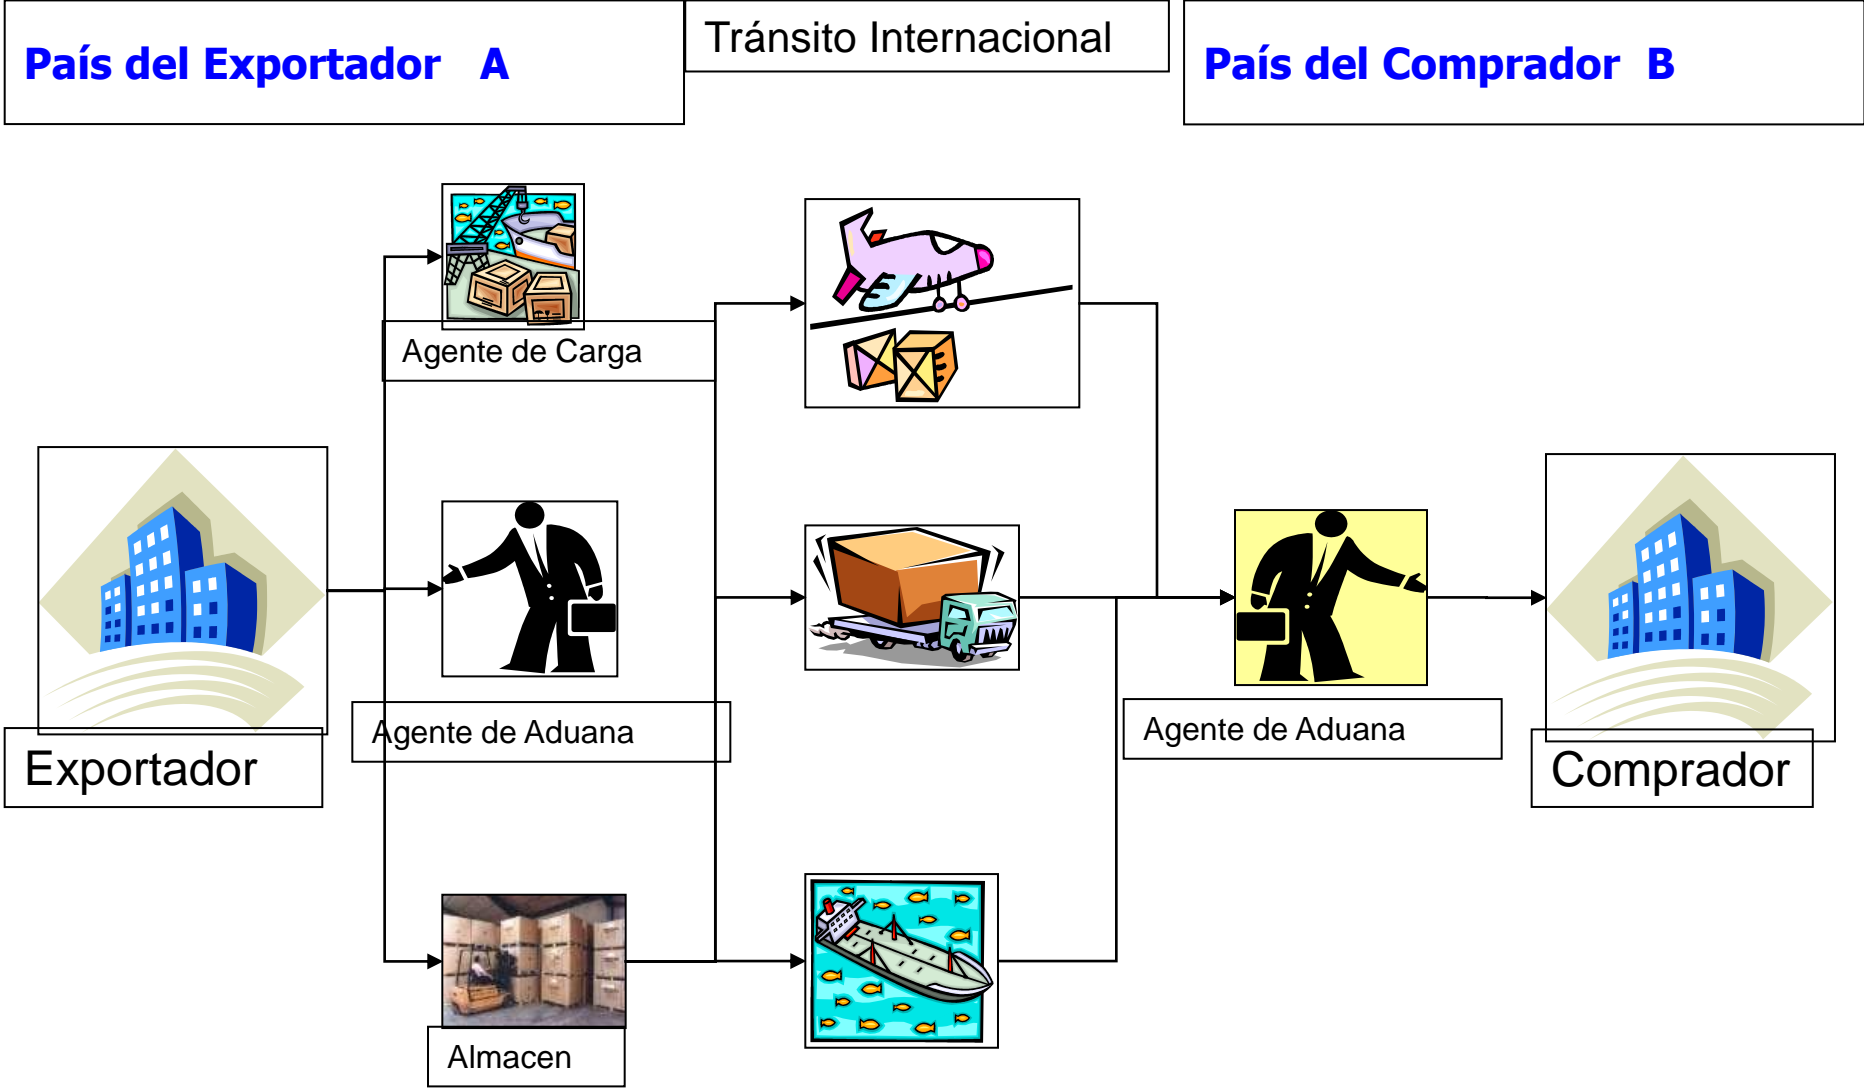 País del Exportador A
Tránsito Internacional
País del Comprador B
Agente de Carga
Agente de Aduana
Agente de Aduana
Exportador
Comprador
Almacen